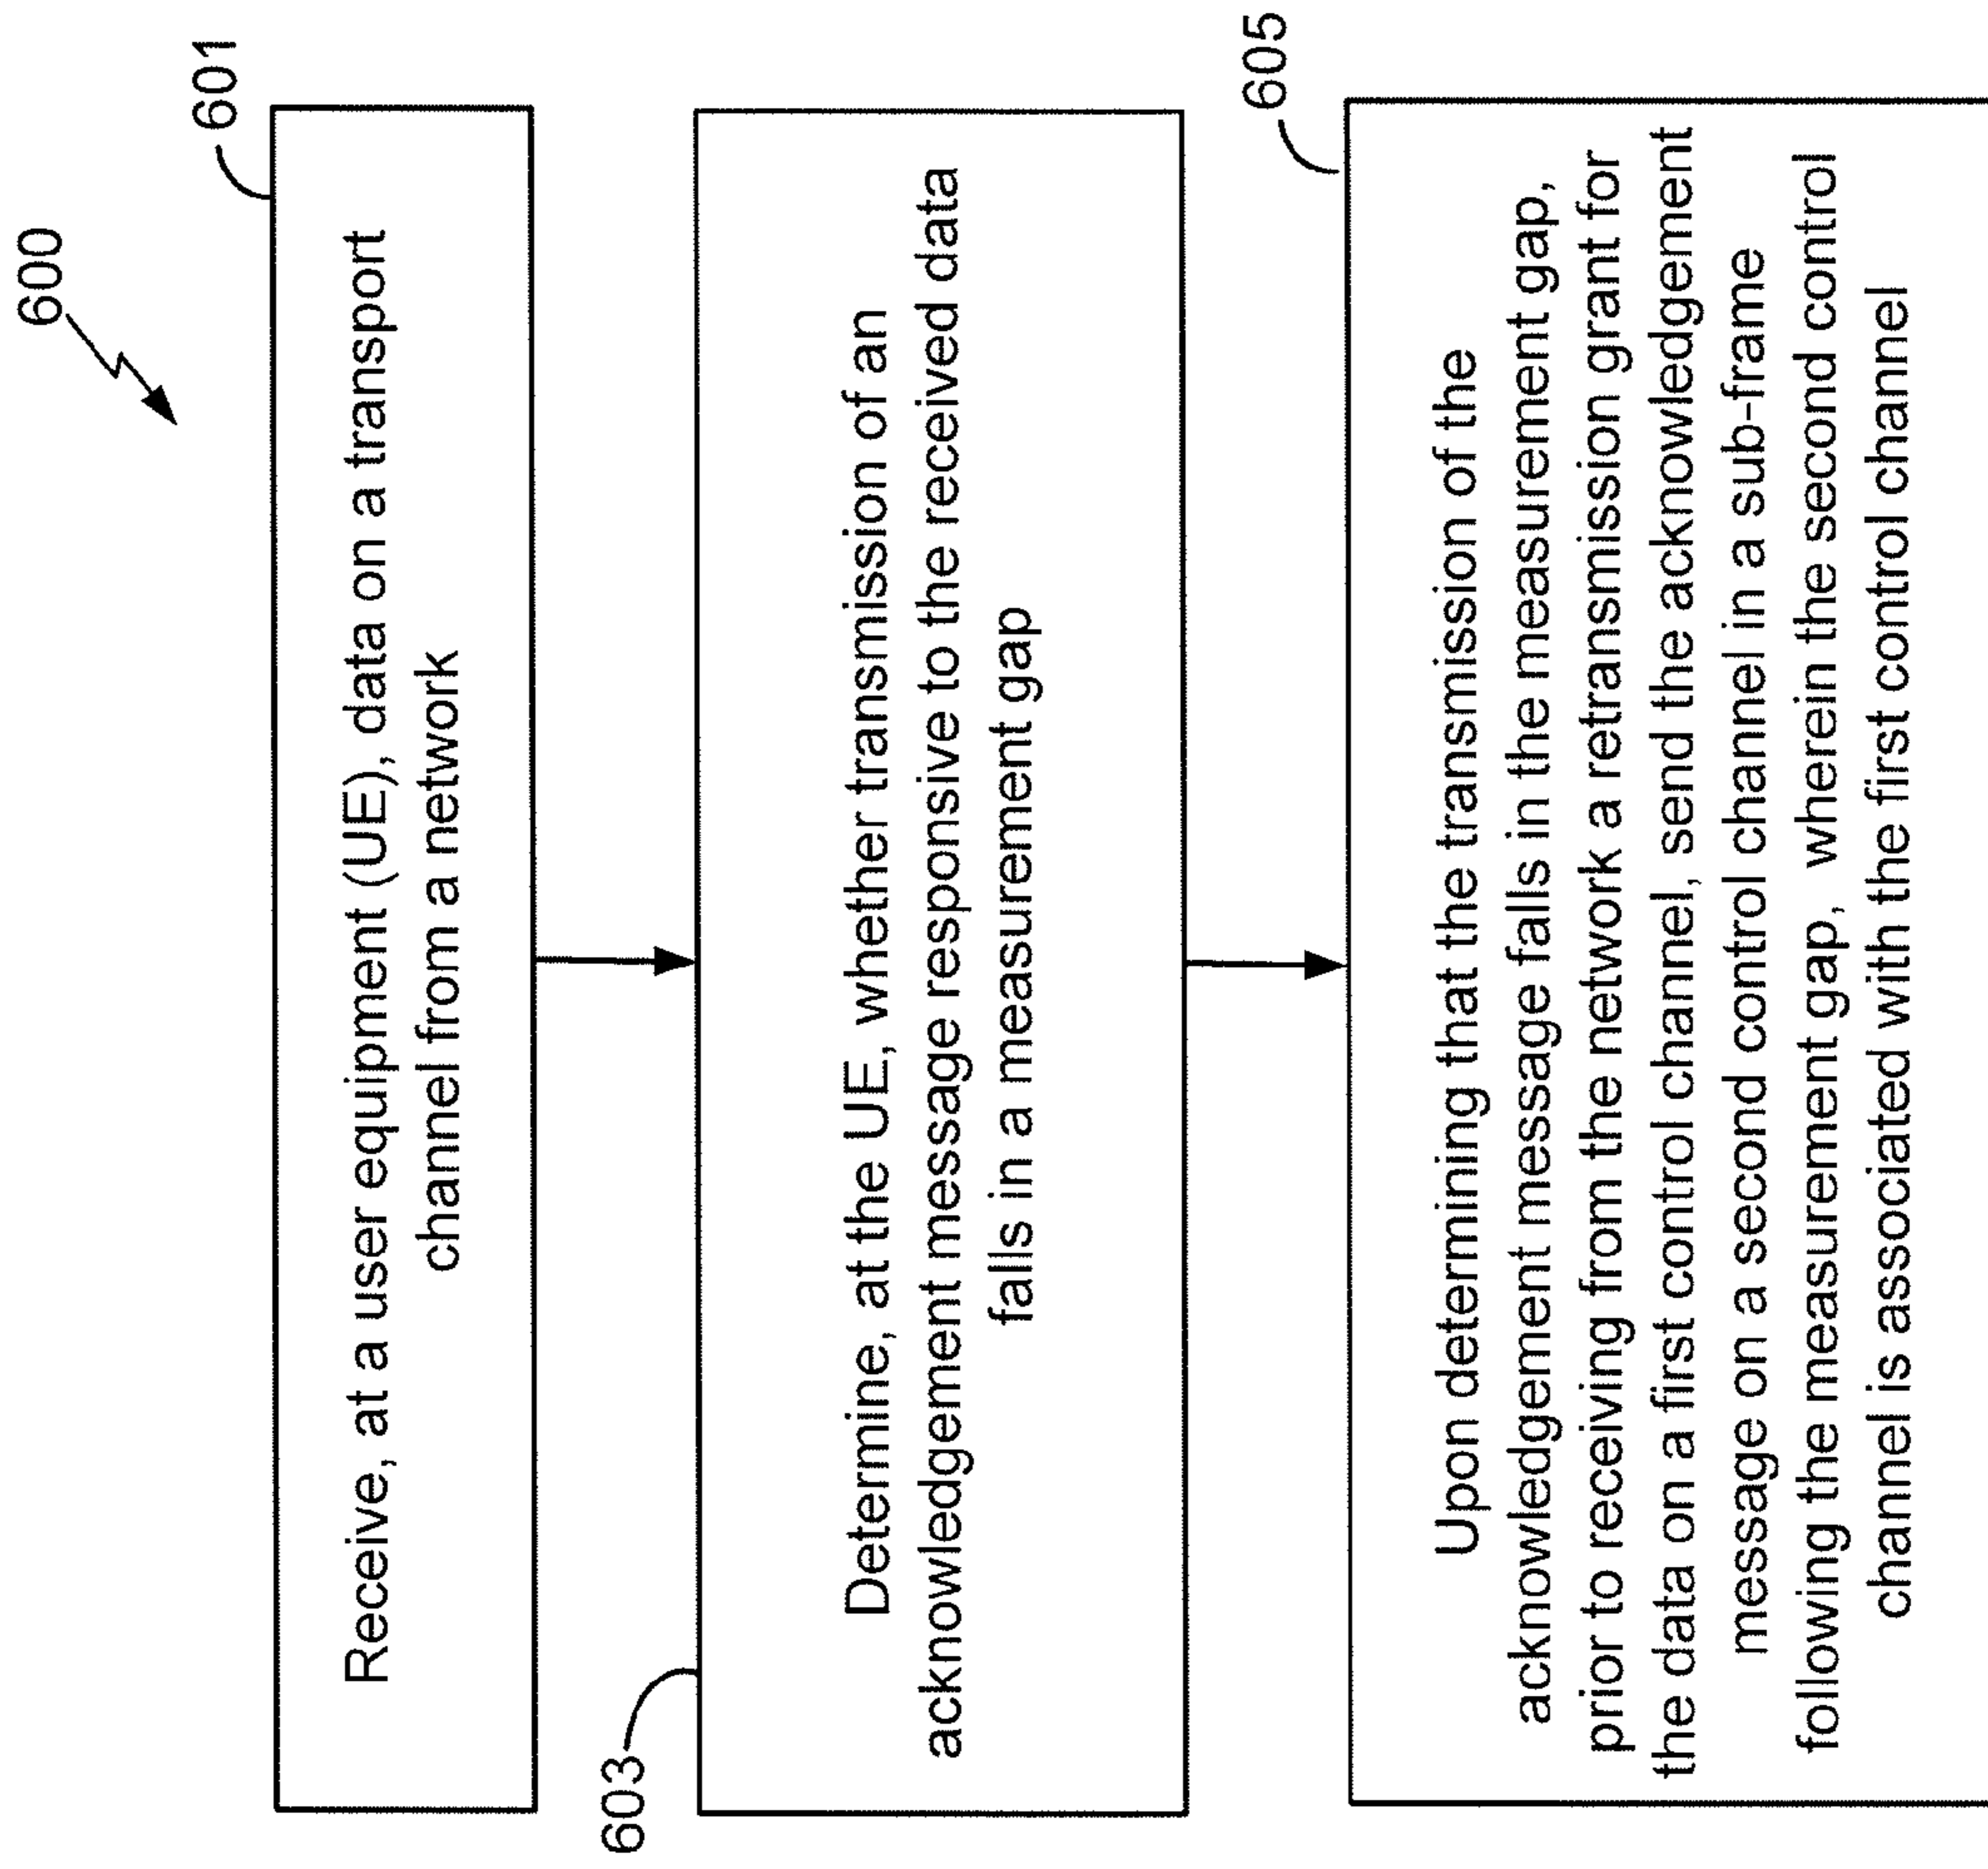 600
601
Receive, at a user equipment (UE), data on a transport
channel from a network
603
Determine, at the UE, whether transmission of an
acknowledgement message responsive to the received data
falls in a measurement gap
605
Upon determining that the transmission of the
acknowledgement message falls in the measurement gap,
prior to receiving from the network a retransmission grant for
the data on a first control channel, send the acknowledgement
message on a second control channel in a sub-frame
following the measurement gap, wherein the second control
channel is associated with the first control channel